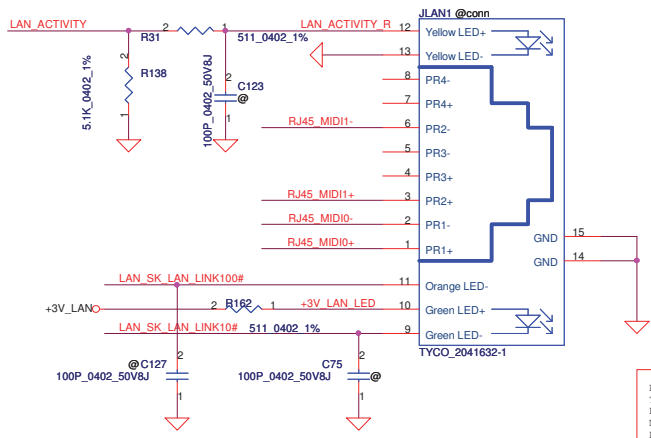 JLAN1 @conn
LAN_ACTIVITY
2
R31
1
511_0402_1%
LAN_ACTIVITY_R
12
Yellow LED+
13
Yellow LED-
2
R138
5.1K_0402_1%
1
2
C123
@
100P_0402_50V8J
1
8
PR4-
7
PR4+
RJ45_MIDI1-
6
PR2-
5
PR3-
4
PR3+
RJ45_MIDI1+
3
PR2+
RJ45_MIDI0-
2
PR1-
RJ45_MIDI0+
1
PR1+
GND
15
GND
14
LAN_SK_LAN_LINK100#
11
Orange LED-
+3V_LAN
2
R162
1
+3V_LAN_LED
10
Green LED+
LAN_SK_LAN_LINK10#
511_0402_1%
9
Green LED-
TYCO_2041632-1
2
@C127
100P_0402_50V8J
1
2
C75
100P_0402_50V8J
@
1